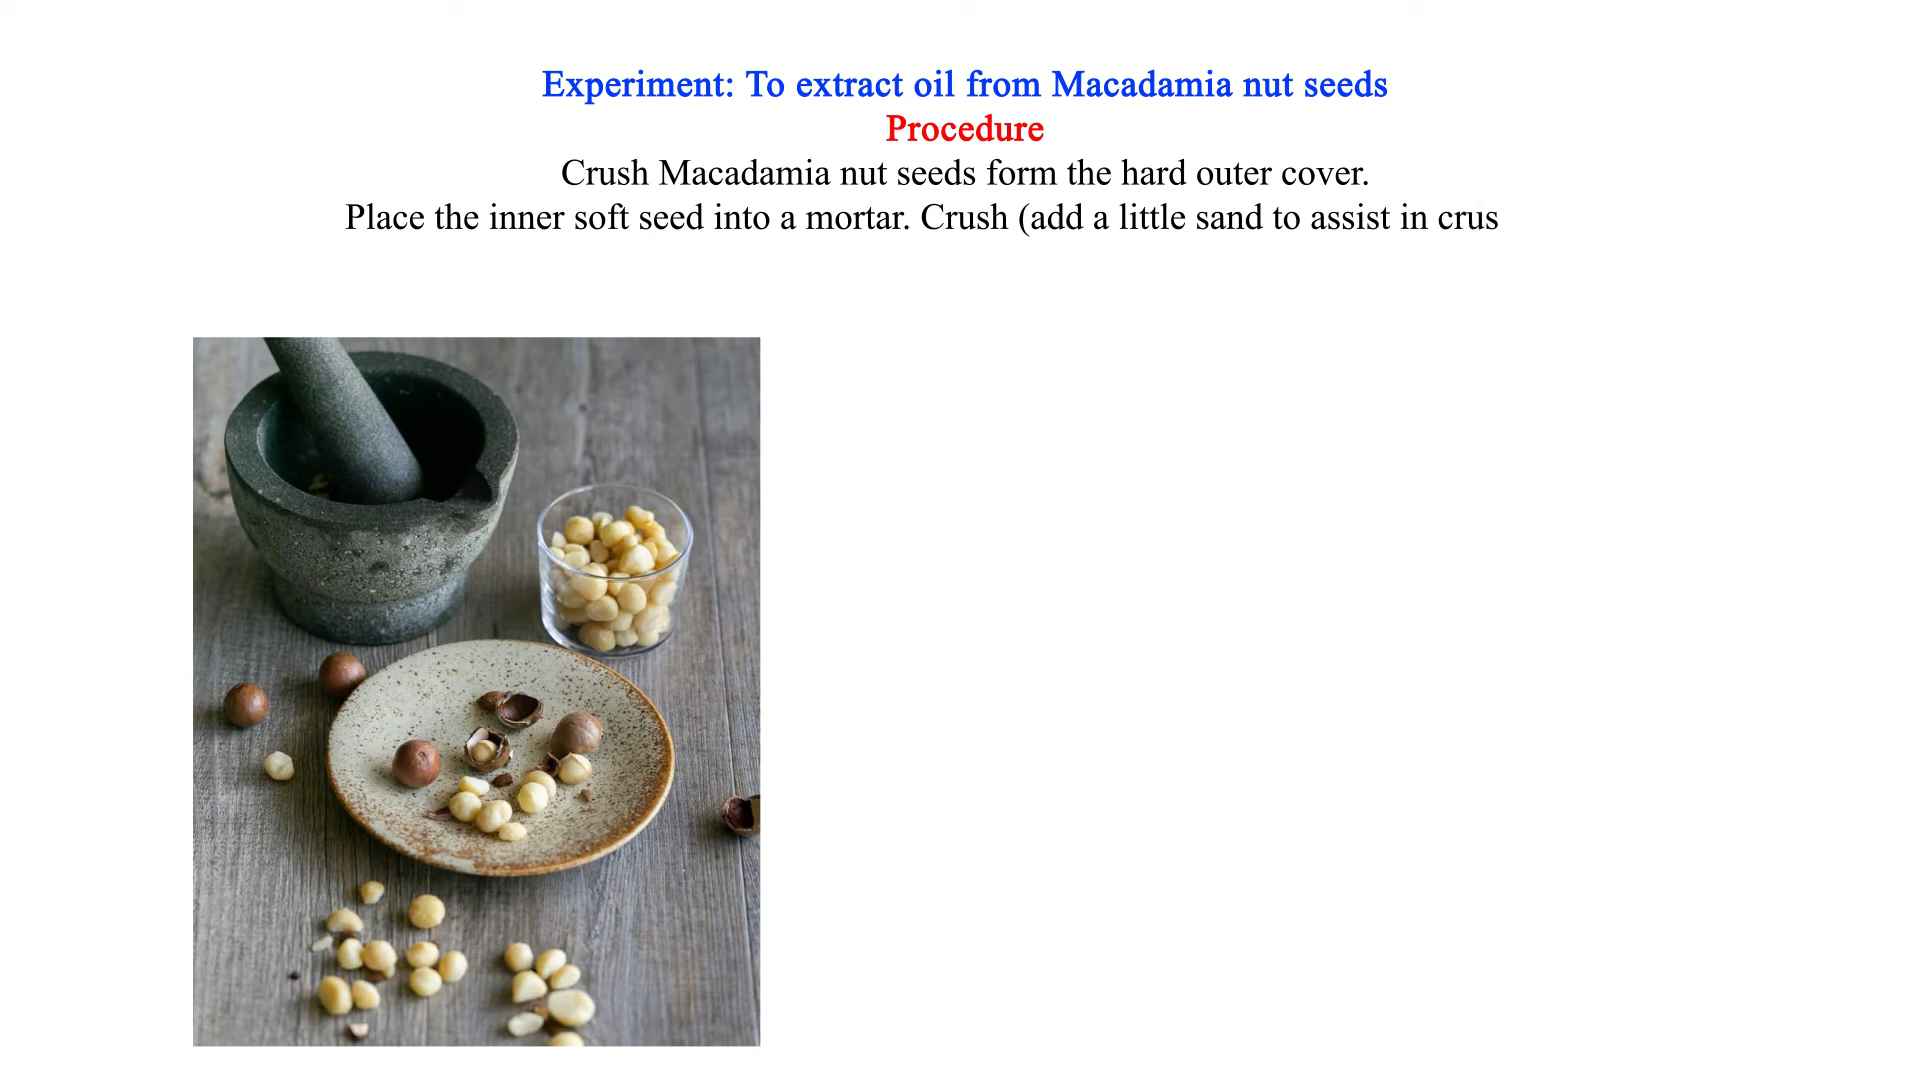 Experiment: To extract oil from Macadamia nut seeds
Procedure
Crush Macadamia nut seeds form the hard outer cover.
Place the inner soft seed into a mortar. Crush (add a little sand to assist in crus